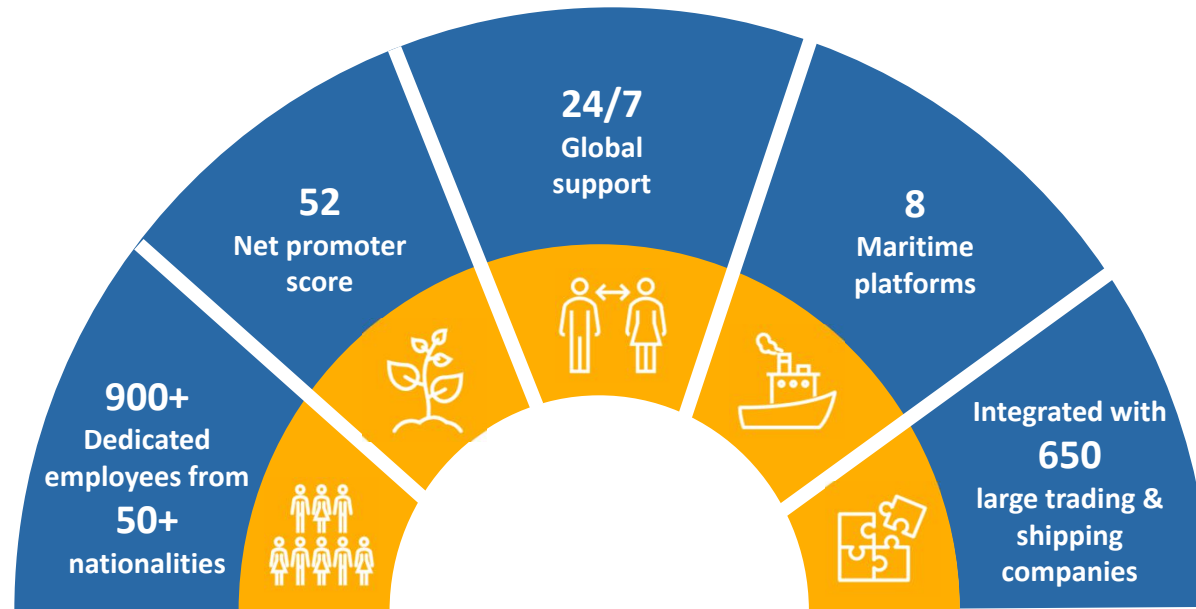 900+
Dedicated
employees from
50+
nationalities
52
Net promoter
score
24/7
Global
support
8
Maritime
platforms
Integrated with
650
large trading &
shipping
companies